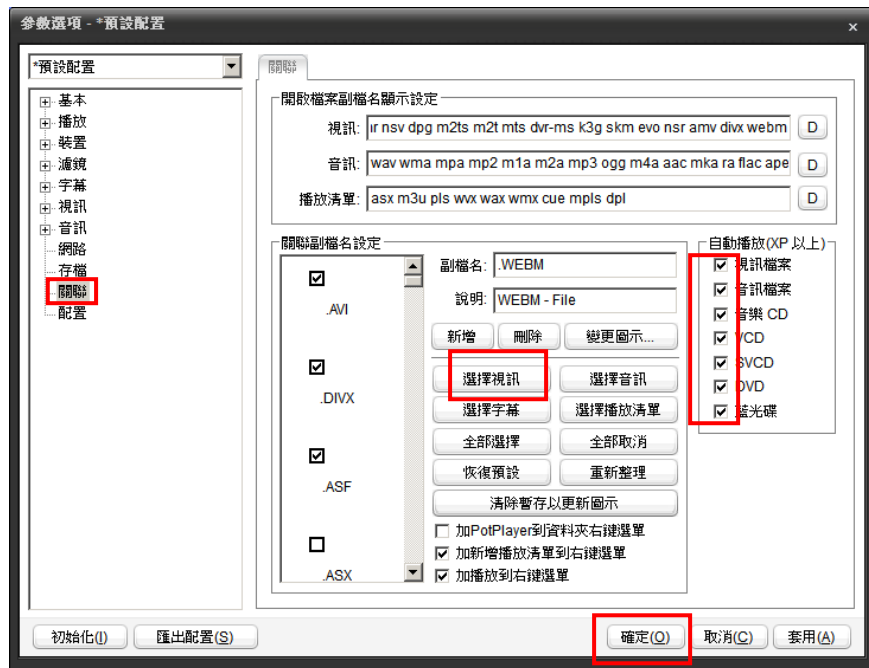 參數選項 - *預設配置
*預設配置
基本
播放
裝置
濾鏡
字幕
視訊
音訊
網路
存檔
關聯
配置
關聯
開啟檔案副檔名顯示設定
視訊: nsv dpg m2ts m2t mts dvr-ms k3g skm evo nsr amv divx webm D
音訊: wav wma mpa mp2 m1a m2a mp3 ogg m4a aac mka ra flac ape D
播放清單: asx m3u pls wvx wax wmx cue mpls dpl D
關聯副檔名設定
.AVI
.DIVX
.ASF
.ASX
副檔名: .WEBM
說明: WEBM - File
新增 刪除 變更圖示...
選擇視訊 選擇音訊
選擇字幕 選擇播放清單
全部選擇 全部取消
恢復預設 重新整理
清除暫存以更新圖示
加PotPlayer到資料夾右鍵選單
加新增播放清單到右鍵選單
加播放到右鍵選單
自動播放(XP 以上)
視訊檔案
音訊檔案
音樂 CD
VCD
SVCD
DVD
藍光碟
初始化(I) 匯出配置(S) 確定(O) 取消(C) 套用(A)